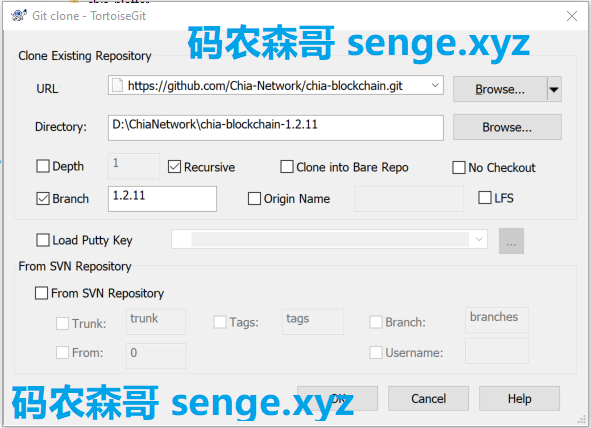 Git clone - TortoiseGit
码农森哥 senge.xyz
Clone Existing Repository
URL
https://github.com/Chia-Network/chia-blockchain.git
Browse...
Directory:
D:\ChiaNetwork\chia-blockchain-1.2.11
Browse...
Depth
1
Recursive
Clone into Bare Repo
No Checkout
Branch
1.2.11
Origin Name
LFS
Load Putty Key
...
From SVN Repository
From SVN Repository
Trunk:
trunk
Tags:
tags
Branch:
branches
From:
0
Username:
码农森哥 senge.xyz
OK
Cancel
Help